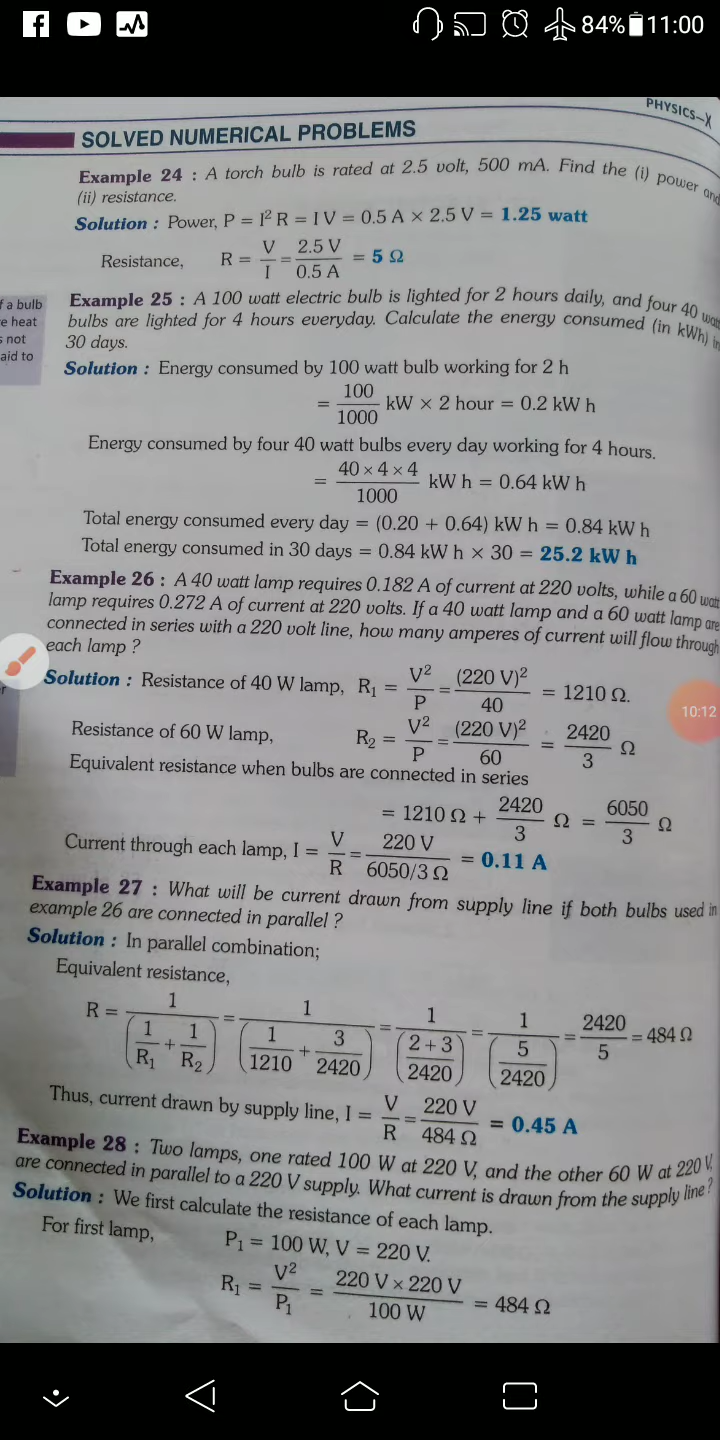 84% 11:00
PHYSICS–X
SOLVED NUMERICAL PROBLEMS
Example 24 : A torch bulb is rated at 2.5 volt, 500 mA. Find the (i) power and
(ii) resistance.
Solution : Power, P = I² R = I V = 0.5 A × 2.5 V = 1.25 watt
Resistance, R = V/I = 2.5 V/0.5 A = 5 Ω
f a bulb
e heat
s not
aid to
Example 25 : A 100 watt electric bulb is lighted for 2 hours daily, and four 40 watt
bulbs are lighted for 4 hours everyday. Calculate the energy consumed (in kWh) in
30 days.
Solution : Energy consumed by 100 watt bulb working for 2 h
= 100/1000 kW × 2 hour = 0.2 kW h
Energy consumed by four 40 watt bulbs every day working for 4 hours.
= 40 × 4 × 4/1000 kW h = 0.64 kW h
Total energy consumed every day = (0.20 + 0.64) kW h = 0.84 kW h
Total energy consumed in 30 days = 0.84 kW h × 30 = 25.2 kW h
Example 26 : A 40 watt lamp requires 0.182 A of current at 220 volts, while a 60 watt
lamp requires 0.272 A of current at 220 volts. If a 40 watt lamp and a 60 watt lamp are
connected in series with a 220 volt line, how many amperes of current will flow through
each lamp ?
r
Solution : Resistance of 40 W lamp, R₁ = V²/P = (220 V)²/40 = 1210 Ω.
10:12
Resistance of 60 W lamp, R₂ = V²/P = (220 V)²/60 = 2420/3 Ω
Equivalent resistance when bulbs are connected in series
= 1210 Ω + 2420/3 Ω = 6050/3 Ω
Current through each lamp, I = V/R = 220 V/6050/3 Ω = 0.11 A
Example 27 : What will be current drawn from supply line if both bulbs used in
example 26 are connected in parallel ?
Solution : In parallel combination;
Equivalent resistance,
R = 1/(1/R₁ + 1/R₂) = 1/(1/1210 + 3/2420) = 1/((2 + 3)/2420) = 1/(5/2420) = 2420/5 = 484 Ω
Thus, current drawn by supply line, I = V/R = 220 V/484 Ω = 0.45 A
Example 28 : Two lamps, one rated 100 W at 220 V, and the other 60 W at 220 V,
are connected in parallel to a 220 V supply. What current is drawn from the supply line ?
Solution : We first calculate the resistance of each lamp.
For first lamp, P₁ = 100 W, V = 220 V.
R₁ = V²/P₁ = 220 V × 220 V/100 W = 484 Ω